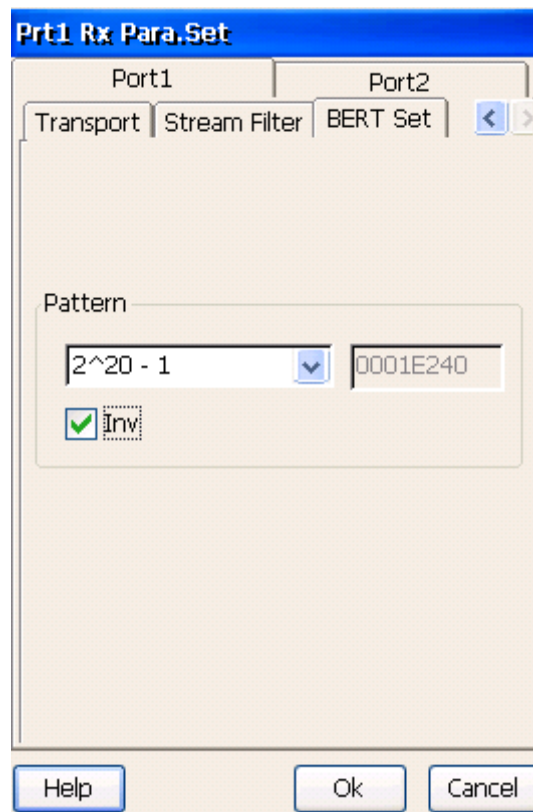 Prt1 Rx Para.Set
Port1 Port2
Transport Stream Filter BERT Set
Pattern
2^20 - 1 0001E240
Inv
Help Ok Cancel